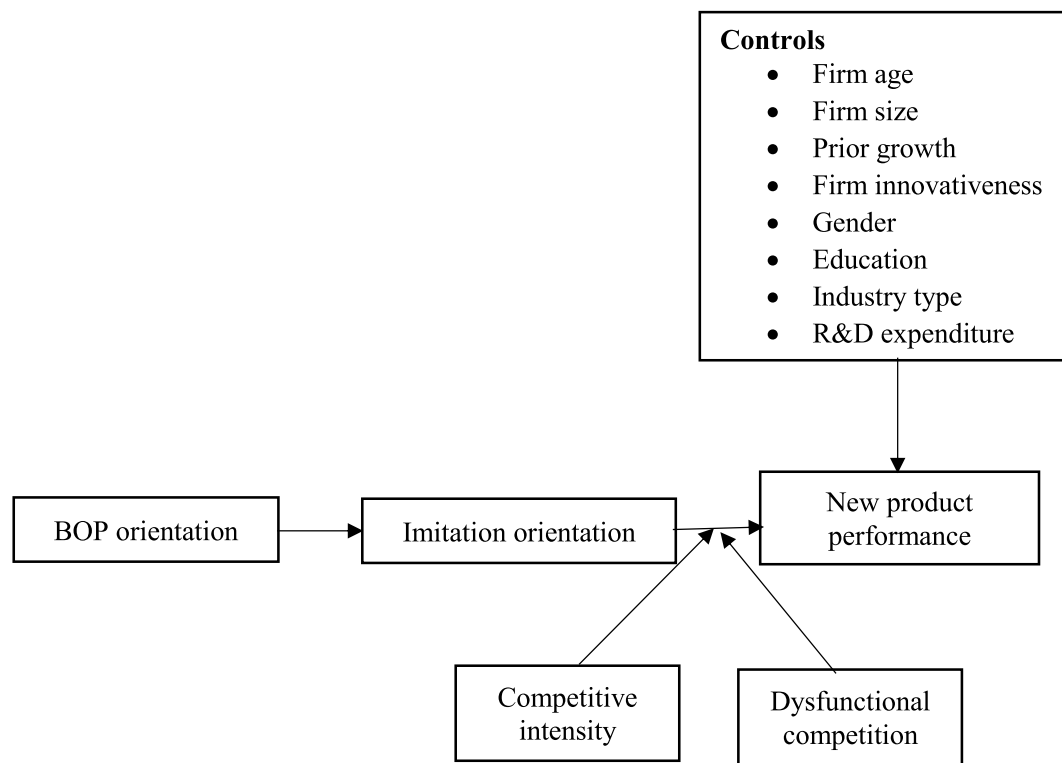 Controls
• Firm age
• Firm size
• Prior growth
• Firm innovativeness
• Gender
• Education
• Industry type
• R&D expenditure
BOP orientation
Imitation orientation
New product
performance
Competitive
intensity
Dysfunctional
competition